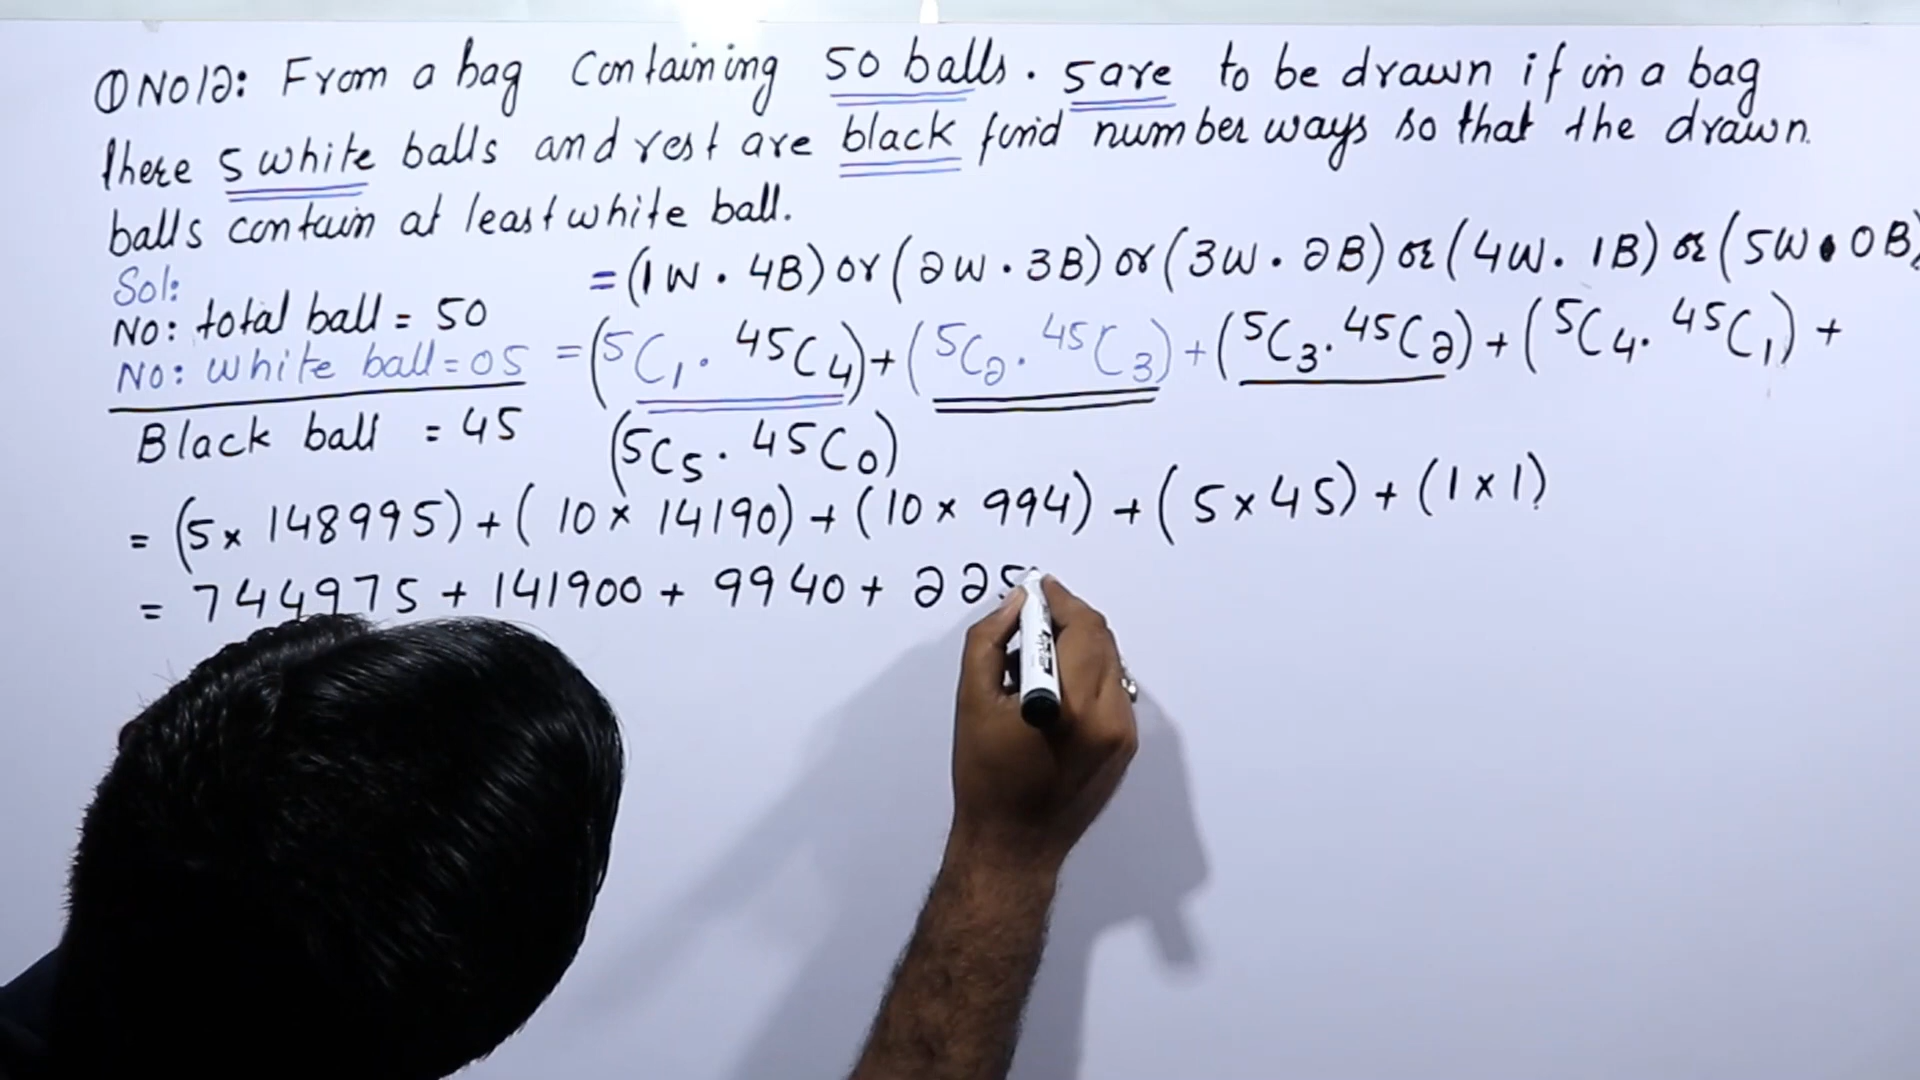 QNO12: From a bag Containing 50 balls. 5 are to be drawn if in a bag
there 5 white balls and rest are black find number ways so that the drawn
balls contain at least white ball.
Sol:
= (1W . 4B) or (2W . 3B) or (3W . 2B) or (4W . 1B) or (5W . 0B)
No: total ball = 50
No: white ball = 05
= (⁵C₁ . ⁴⁵C₄) + (⁵C₂ . ⁴⁵C₃) + (⁵C₃ . ⁴⁵C₂) + (⁵C₄ . ⁴⁵C₁) +
Black ball = 45
(⁵C₅ . ⁴⁵C₀)
= (5 × 148995) + (10 × 14190) + (10 × 994) + (5 × 45) + (1 × 1)
= 744975 + 141900 + 9940 + 225